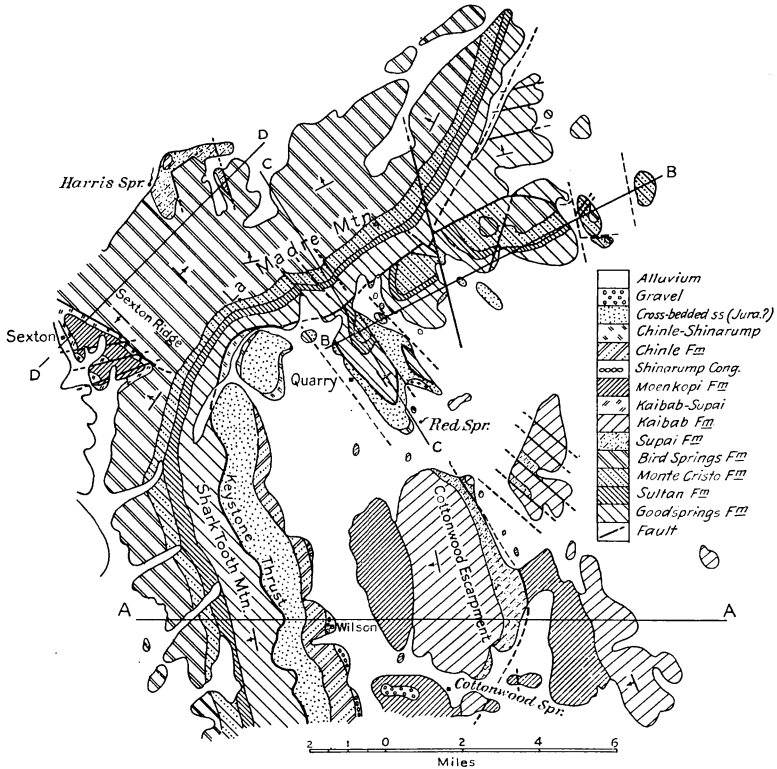 D
C
Harris Spr.
B
Madre Mtn.
a
Sexton Ridge
Sexton
D
B
Quarry
Red Spr.
C
Alluvium
Gravel
Cross-bedded ss (Jura.?)
Chinle-Shinarump
Chinle Fm
Shinarump Cong.
Moenkopi Fm
Kaibab-Supai
Kaibab Fm
Supai Fm
Bird Springs Fm
Monte Cristo Fm
Sultan Fm
Goodsprings Fm
Fault
Keystone Thrust
Shark Tooth Mtn.
Cottonwood Escarpment
A
A
Wilson
Cottonwood Spr.
2 1 0 2 4 6
Miles